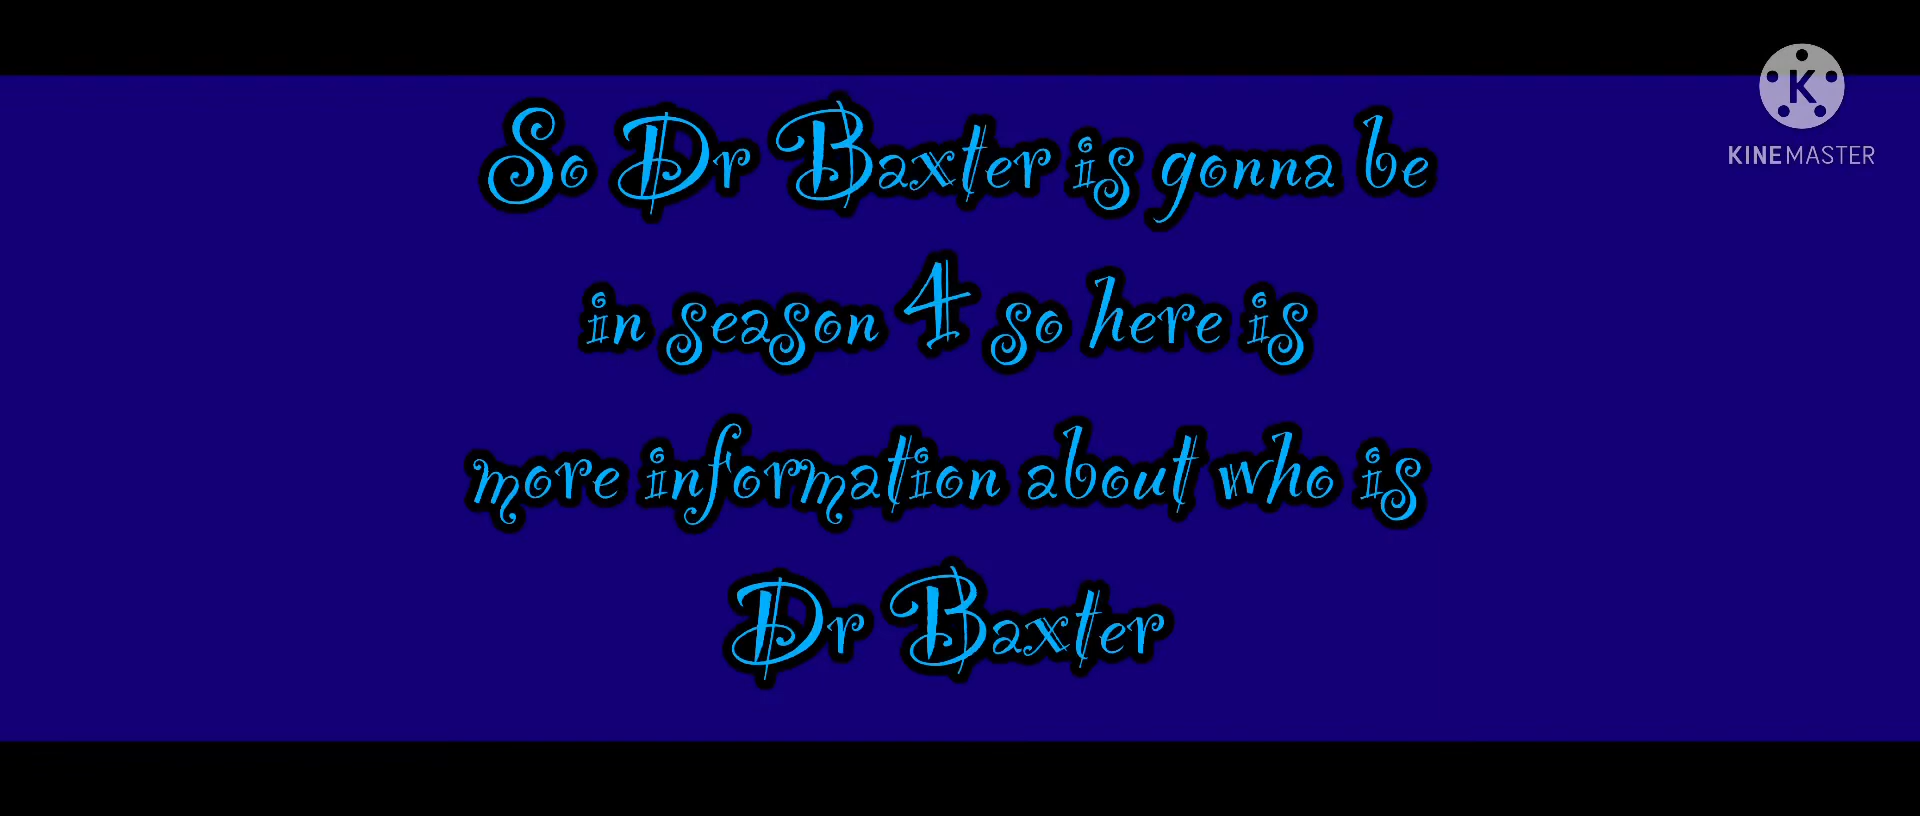 So Dr Baxter is gonna be
in season 4 so here is
more information about who is
Dr Baxter
K
KINEMASTER